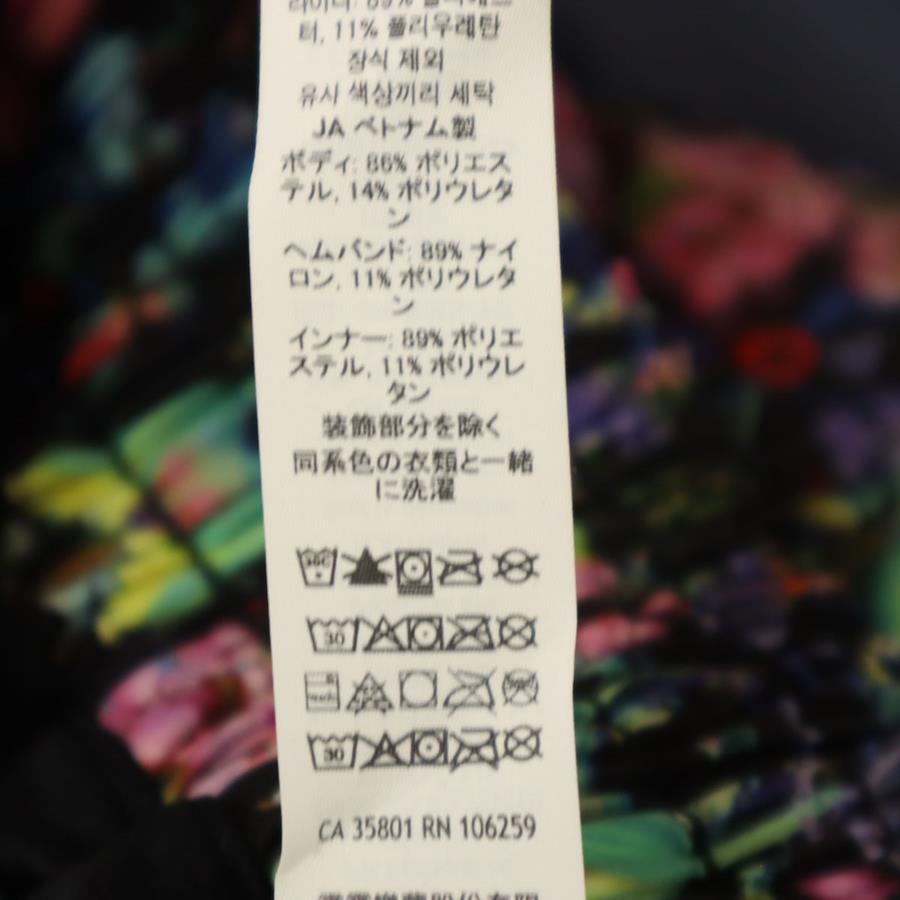 터, 11% 폴리우레탄
장식 제외
유사 색상끼리 세탁
JA ベトナム製
ボディ: 86% ポリエス
テル, 14% ポリウレタ
ン
ヘムバンド: 89% ナイ
ロン, 11% ポリウレタ
ン
インナー: 89% ポリエ
ステル, 11% ポリウレ
タン
装飾部分を除く
同系色の衣類と一緒
に洗濯
30
30
CA 35801 RN 106259